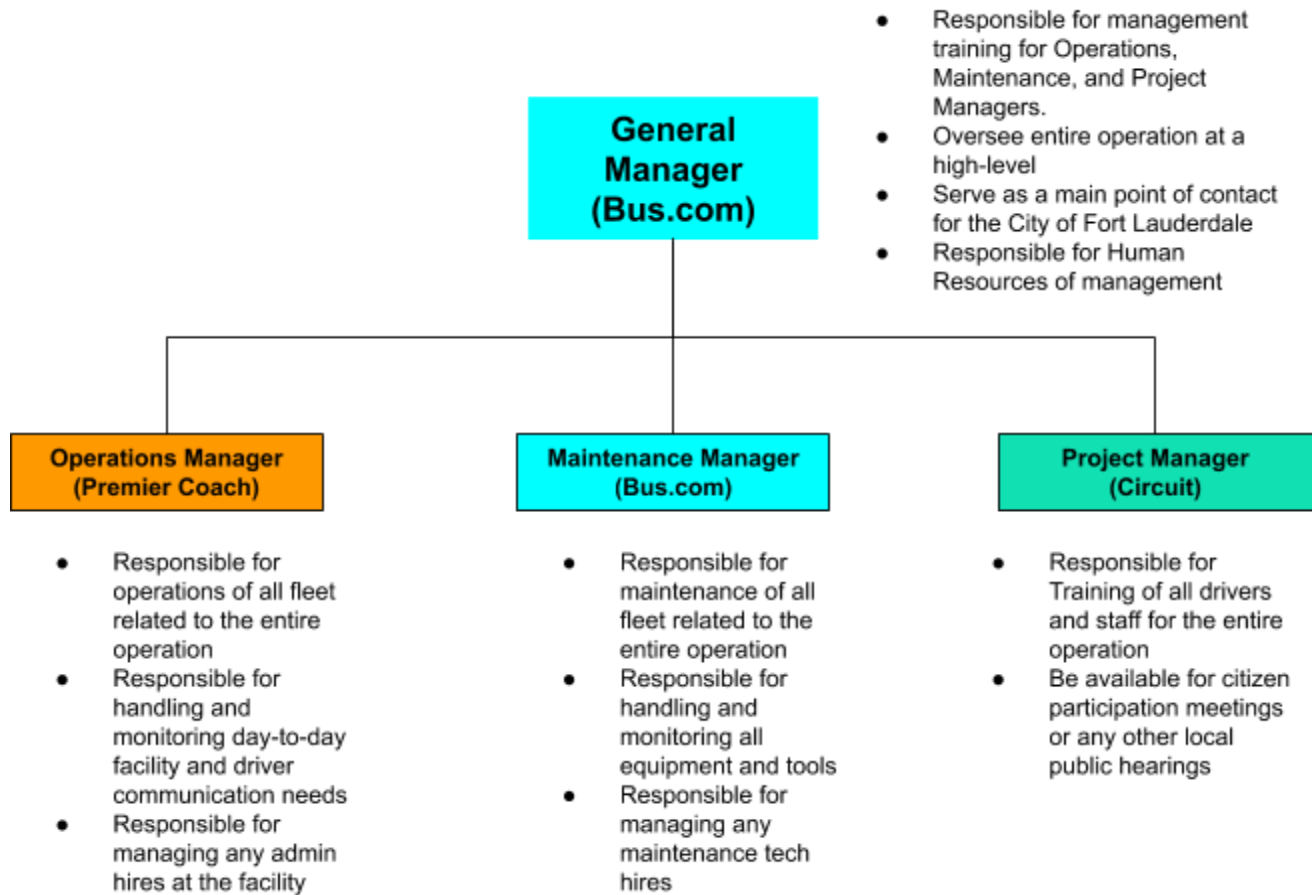 ● Responsible for management
training for Operations,
Maintenance, and Project
Managers.
● Oversee entire operation at a
high-level
● Serve as a main point of contact
for the City of Fort Lauderdale
● Responsible for Human
Resources of management
General
Manager
(Bus.com)
Operations Manager
(Premier Coach)
● Responsible for
operations of all fleet
related to the entire
operation
● Responsible for
handling and
monitoring day-to-day
facility and driver
communication needs
● Responsible for
managing any admin
hires at the facility
Maintenance Manager
(Bus.com)
● Responsible for
maintenance of all
fleet related to the
entire operation
● Responsible for
handling and
monitoring all
equipment and tools
● Responsible for
managing any
maintenance tech
hires
Project Manager
(Circuit)
● Responsible for
Training of all drivers
and staff for the entire
operation
● Be available for citizen
participation meetings
or any other local
public hearings